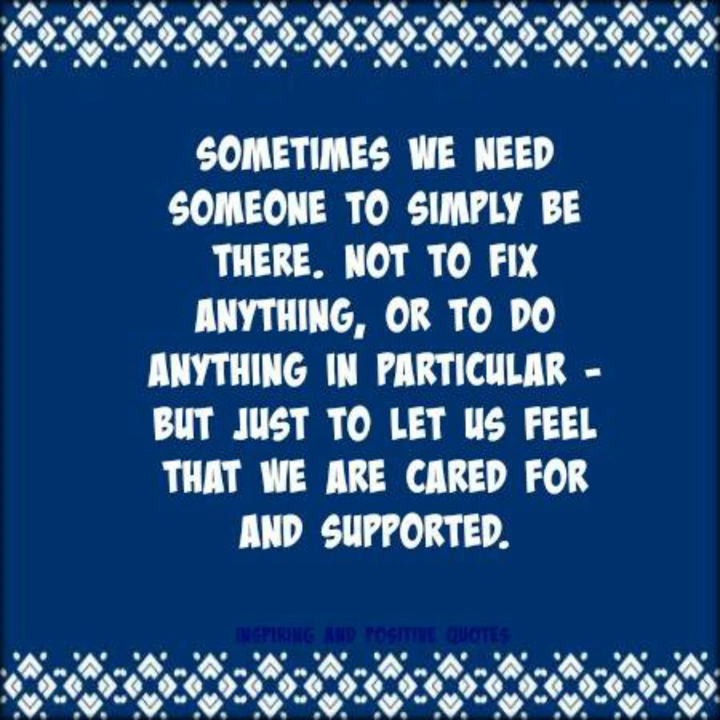 SOMETIMES WE NEED
SOMEONE TO SIMPLY BE
THERE. NOT TO FIX
ANYTHING, OR TO DO
ANYTHING IN PARTICULAR -
BUT JUST TO LET US FEEL
THAT WE ARE CARED FOR
AND SUPPORTED.
INSPIRING AND POSITIVE QUOTES